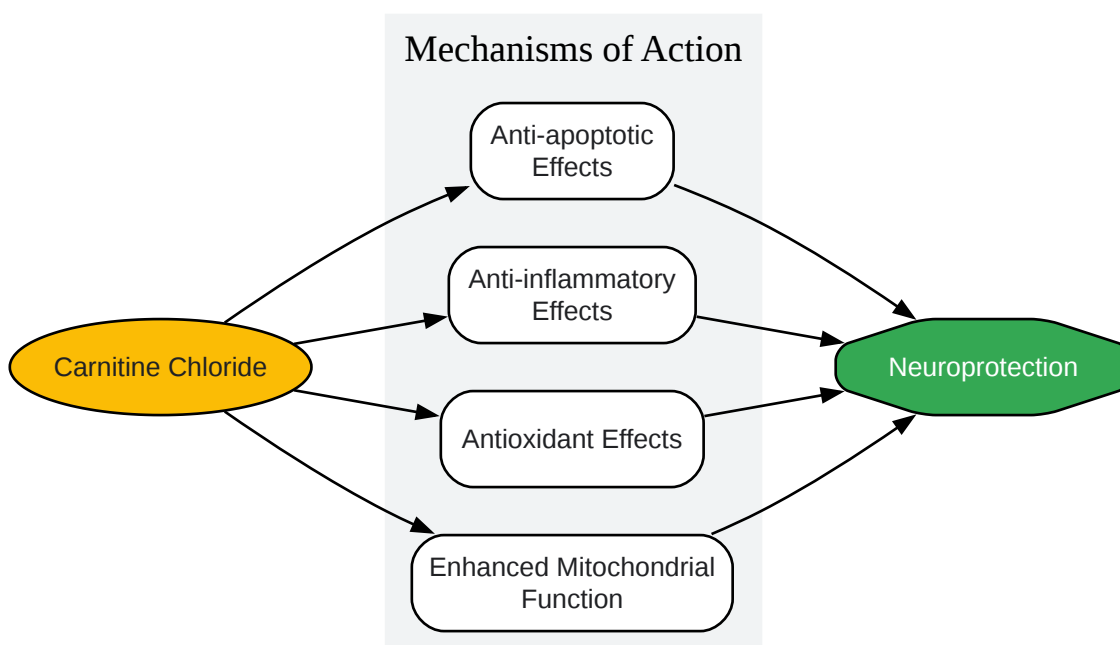 Mechanisms of Action
Anti-apoptotic
Effects
Anti-inflammatory
Effects
Carnitine Chloride
Neuroprotection
Antioxidant Effects
Enhanced Mitochondrial
Function